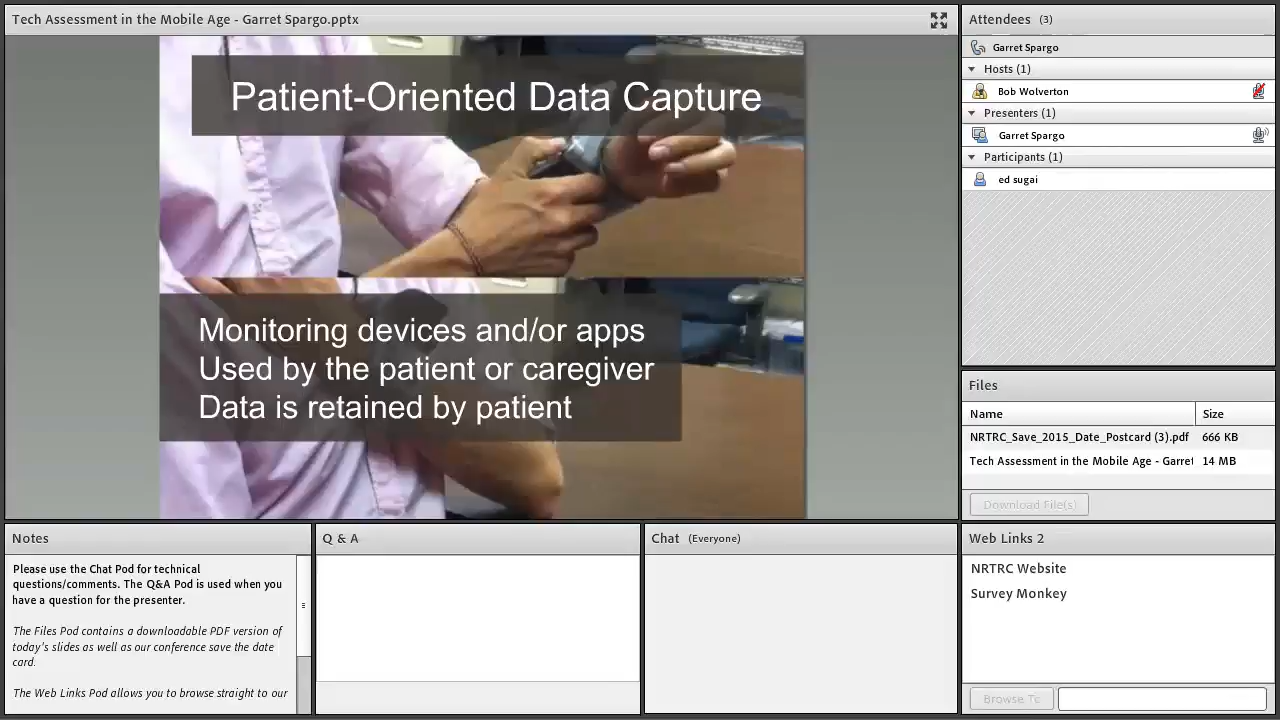 Tech Assessment in the Mobile Age - Garret Spargo.pptx
Patient-Oriented Data Capture
Monitoring devices and/or apps
Used by the patient or caregiver
Data is retained by patient
Attendees (3)
Garret Spargo
Hosts (1)
Bob Wolverton
Presenters (1)
Garret Spargo
Participants (1)
ed sugai
Files
Name Size
NRTRC_Save_2015_Date_Postcard (3).pdf 666 KB
Tech Assessment in the Mobile Age - Garret 14 MB
Download File(s)
Notes
Please use the Chat Pod for technical
questions/comments. The Q&A Pod is used when you
have a question for the presenter.
The Files Pod contains a downloadable PDF version of
today's slides as well as our conference save the date
card.
The Web Links Pod allows you to browse straight to our
Q & A
Chat (Everyone)
Web Links 2
NRTRC Website
Survey Monkey
Browse To